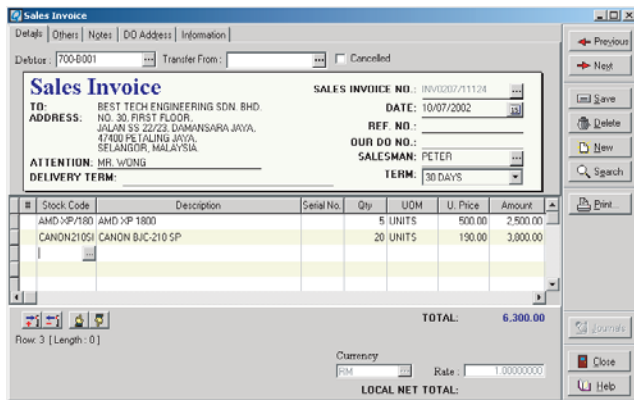 Sales Invoice
Details Others Notes DO Address Information
Debtor : 700-B001 ... Transfer From : ... Cancelled
Sales Invoice
SALES INVOICE NO.: INV0207/11124 ...
TO: BEST TECH ENGINEERING SDN. BHD.
DATE: 10/07/2002
ADDRESS: NO. 30, FIRST FLOOR,
JALAN SS 22/23, DAMANSARA JAYA,
47400 PETALING JAYA,
SELANGOR, MALAYSIA.
REF. NO.:
OUR DO NO.:
ATTENTION: MR. WONG
SALESMAN: PETER ...
DELIVERY TERM:
TERM: 30 DAYS
# Stock Code Description Serial No. Qty UOM U. Price Amount
AMD XP/180 AMD XP 1800 5 UNITS 500.00 2,500.00
CANON210SI CANON BJC-210 SP 20 UNITS 190.00 3,800.00
...
TOTAL: 6,300.00
Row: 3 [ Length : 0 ]
Currency
RM ... Rate : 1.00000000
LOCAL NET TOTAL:
Previous
Next
Save
Delete
New
Search
Print...
Journals
Close
Help